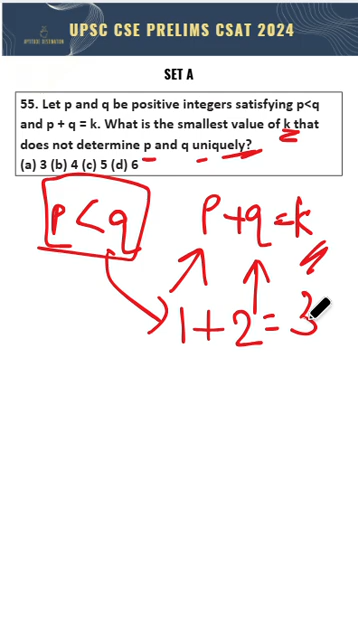 UPSC CSE PRELIMS CSAT 2024
SET A
55. Let p and q be positive integers satisfying p<q
and p + q = k. What is the smallest value of k that
does not determine p and q uniquely?
(a) 3 (b) 4 (c) 5 (d) 6
p < q
p + q = k
1 + 2 = 3